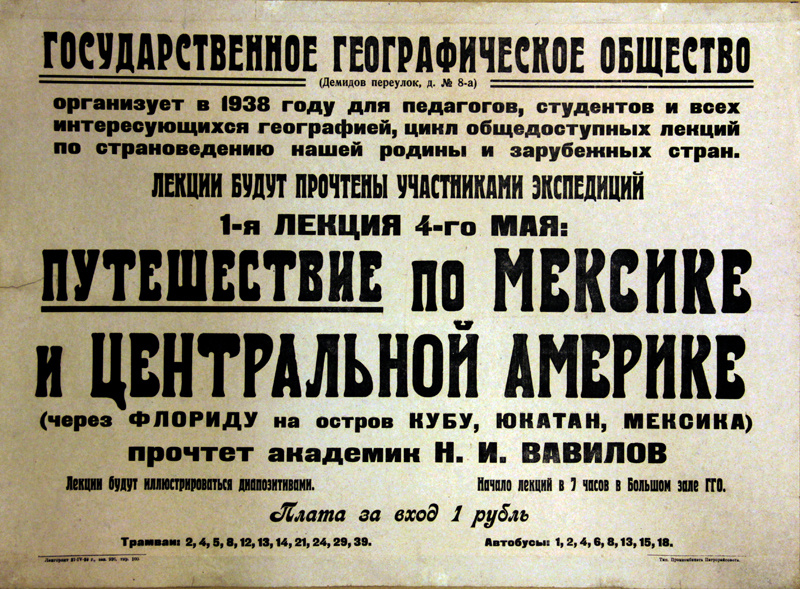 ГОСУДАРСТВЕННОЕ ГЕОГРАФИЧЕСКОЕ ОБЩЕСТВО
(Демидов переулок, д. № 8-а)
организует в 1938 году для педагогов, студентов и всех
интересующихся географией, цикл общедоступных лекций
по страноведению нашей родины и зарубежных стран.
ЛЕКЦИИ БУДУТ ПРОЧТЕНЫ УЧАСТНИКАМИ ЭКСПЕДИЦИЙ
1-я ЛЕКЦИЯ 4-го МАЯ:
ПУТЕШЕСТВИЕ по МЕКСИКЕ
и ЦЕНТРАЛЬНОЙ АМЕРИКЕ
(через ФЛОРИДУ на остров КУБУ, ЮКАТАН, МЕКСИКА)
прочтет академик Н. И. ВАВИЛОВ
Лекции будут иллюстрироваться диапозитивами. Начало лекций в 7 часов в Большом зале ГГО.
Плата за вход 1 рубль
Трамваи: 2, 4, 5, 8, 12, 13, 14, 21, 24, 29, 39. Автобусы: 1, 2, 4, 6, 8, 13, 15, 18.